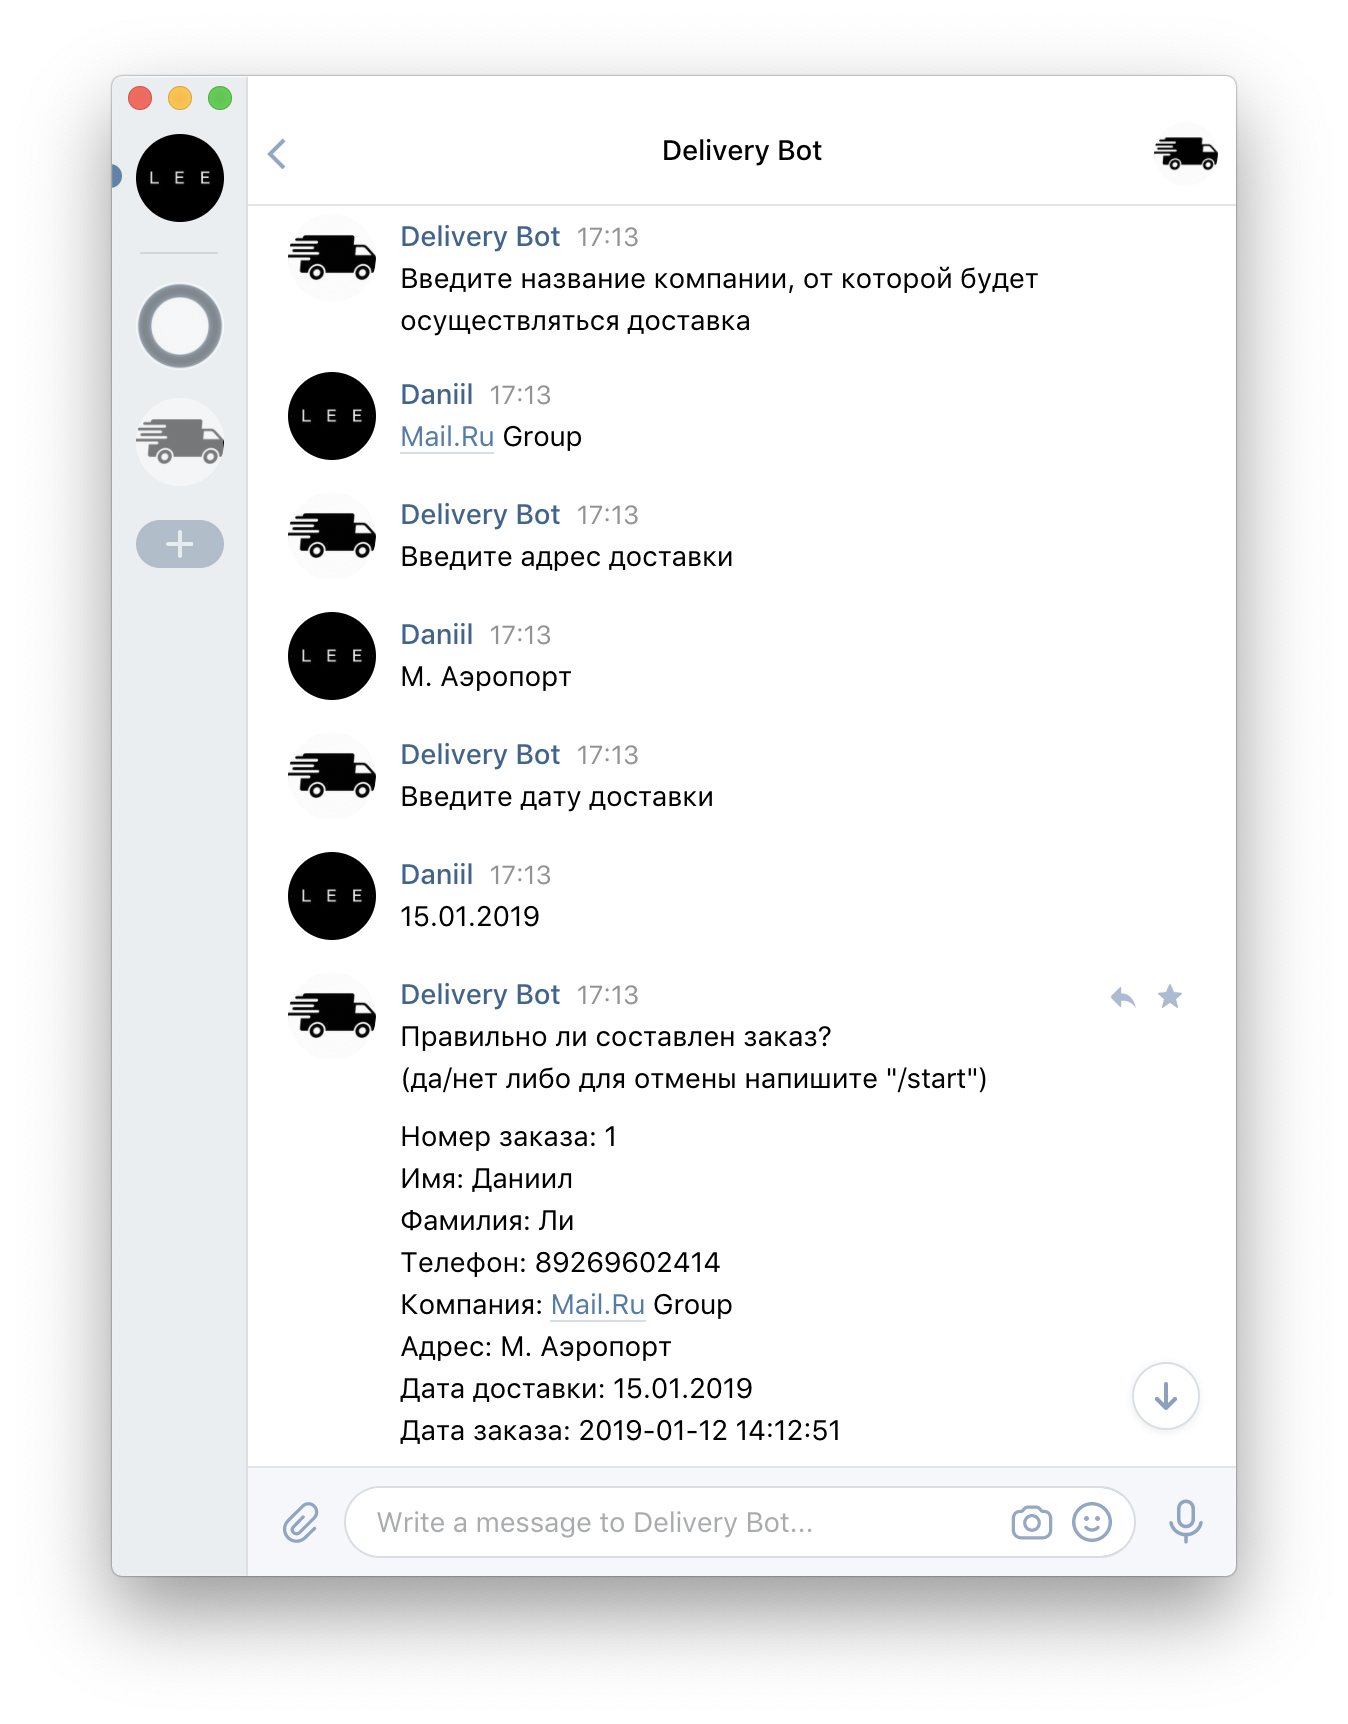 LEE
Delivery Bot
Delivery Bot 17:13
Введите название компании, от которой будет
осуществляться доставка
LEE
Daniil 17:13
Mail.Ru Group
Delivery Bot 17:13
Введите адрес доставки
LEE
Daniil 17:13
М. Аэропорт
Delivery Bot 17:13
Введите дату доставки
LEE
Daniil 17:13
15.01.2019
Delivery Bot 17:13
Правильно ли составлен заказ?
(да/нет либо для отмены напишите "/start")
Номер заказа: 1
Имя: Даниил
Фамилия: Ли
Телефон: 89269602414
Компания: Mail.Ru Group
Адрес: М. Аэропорт
Дата доставки: 15.01.2019
Дата заказа: 2019-01-12 14:12:51
Write a message to Delivery Bot...